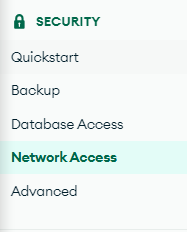 SECURITY
Quickstart
Backup
Database Access
Network Access
Advanced